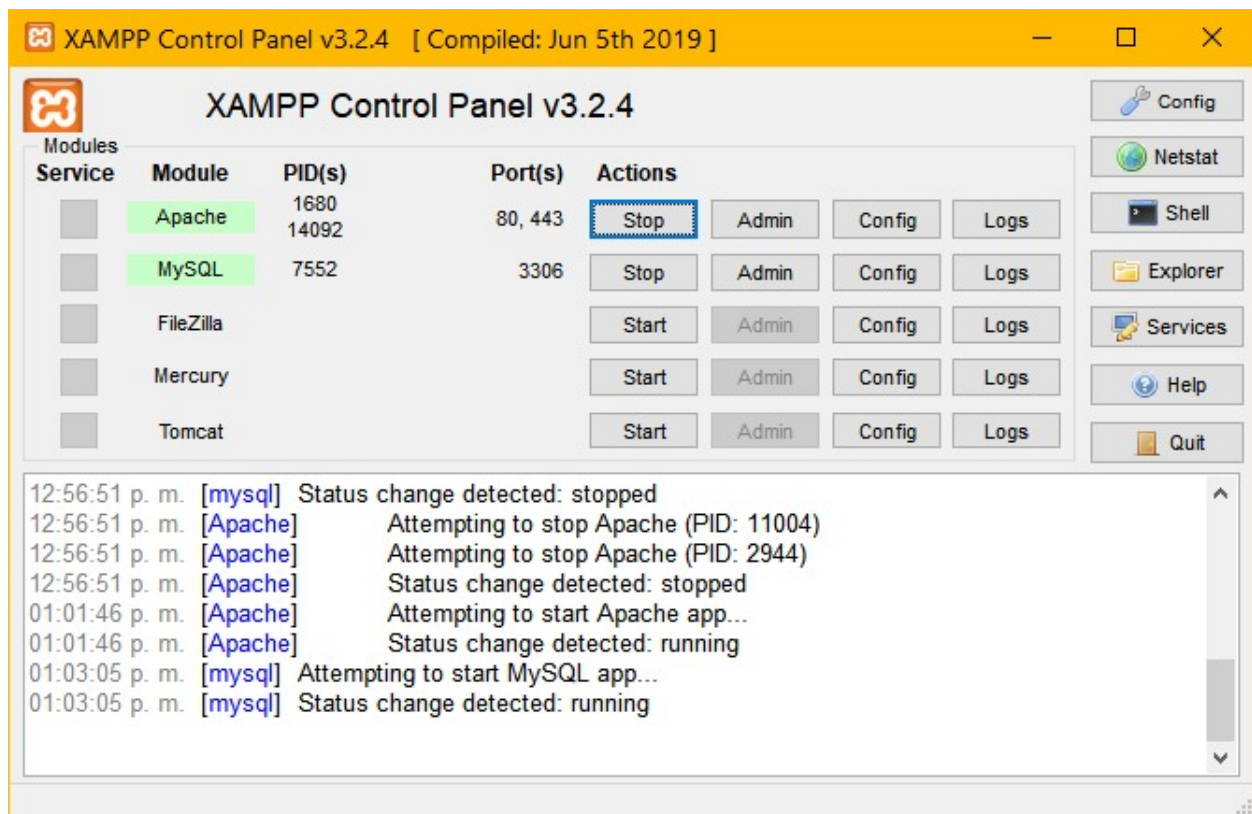 XAMPP Control Panel v3.2.4 [ Compiled: Jun 5th 2019 ]
XAMPP Control Panel v3.2.4
Config
Modules
Service Module PID(s) Port(s) Actions
Netstat
Apache 1680 14092 80, 443 Stop Admin Config Logs
Shell
MySQL 7552 3306 Stop Admin Config Logs
Explorer
FileZilla Start Admin Config Logs
Services
Mercury Start Admin Config Logs
Help
Tomcat Start Admin Config Logs
Quit
12:56:51 p. m. [mysql] Status change detected: stopped
12:56:51 p. m. [Apache] Attempting to stop Apache (PID: 11004)
12:56:51 p. m. [Apache] Attempting to stop Apache (PID: 2944)
12:56:51 p. m. [Apache] Status change detected: stopped
01:01:46 p. m. [Apache] Attempting to start Apache app...
01:01:46 p. m. [Apache] Status change detected: running
01:03:05 p. m. [mysql] Attempting to start MySQL app...
01:03:05 p. m. [mysql] Status change detected: running